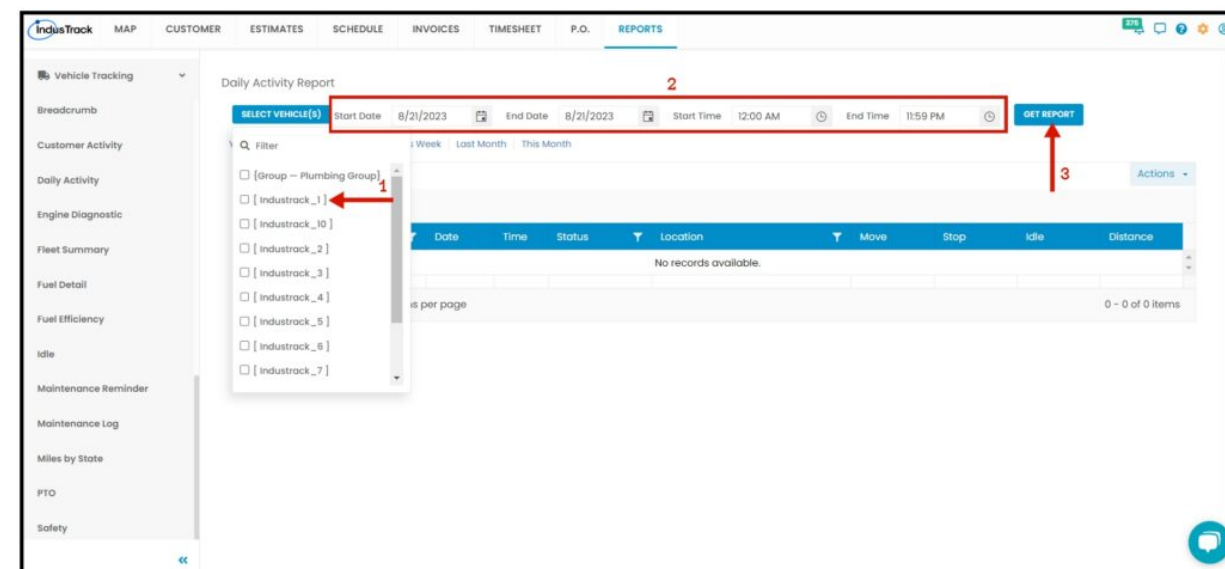 IndusTrack MAP CUSTOMER ESTIMATES SCHEDULE INVOICES TIMESHEET P.O. REPORTS
Vehicle Tracking
Breadcrumb
Customer Activity
Daily Activity
Engine Diagnostic
Fleet Summary
Fuel Detail
Fuel Efficiency
Idle
Maintenance Reminder
Maintenance Log
Miles by State
PTO
Safety
Daily Activity Report
2
SELECT VEHICLE(S) Start Date 8/21/2023 End Date 8/21/2023 Start Time 12:00 AM End Time 11:59 PM GET REPORT
Filter
Week Last Month This Month
[Group – Plumbing Group]
1
[ Industrack_1 ]
[ Industrack_10 ]
[ Industrack_2 ]
[ Industrack_3 ]
[ Industrack_4 ]
[ Industrack_5 ]
[ Industrack_6 ]
[ Industrack_7 ]
3
Actions
Date Time Status Location Move Stop Idle Distance
No records available.
per page
0 - 0 of 0 items